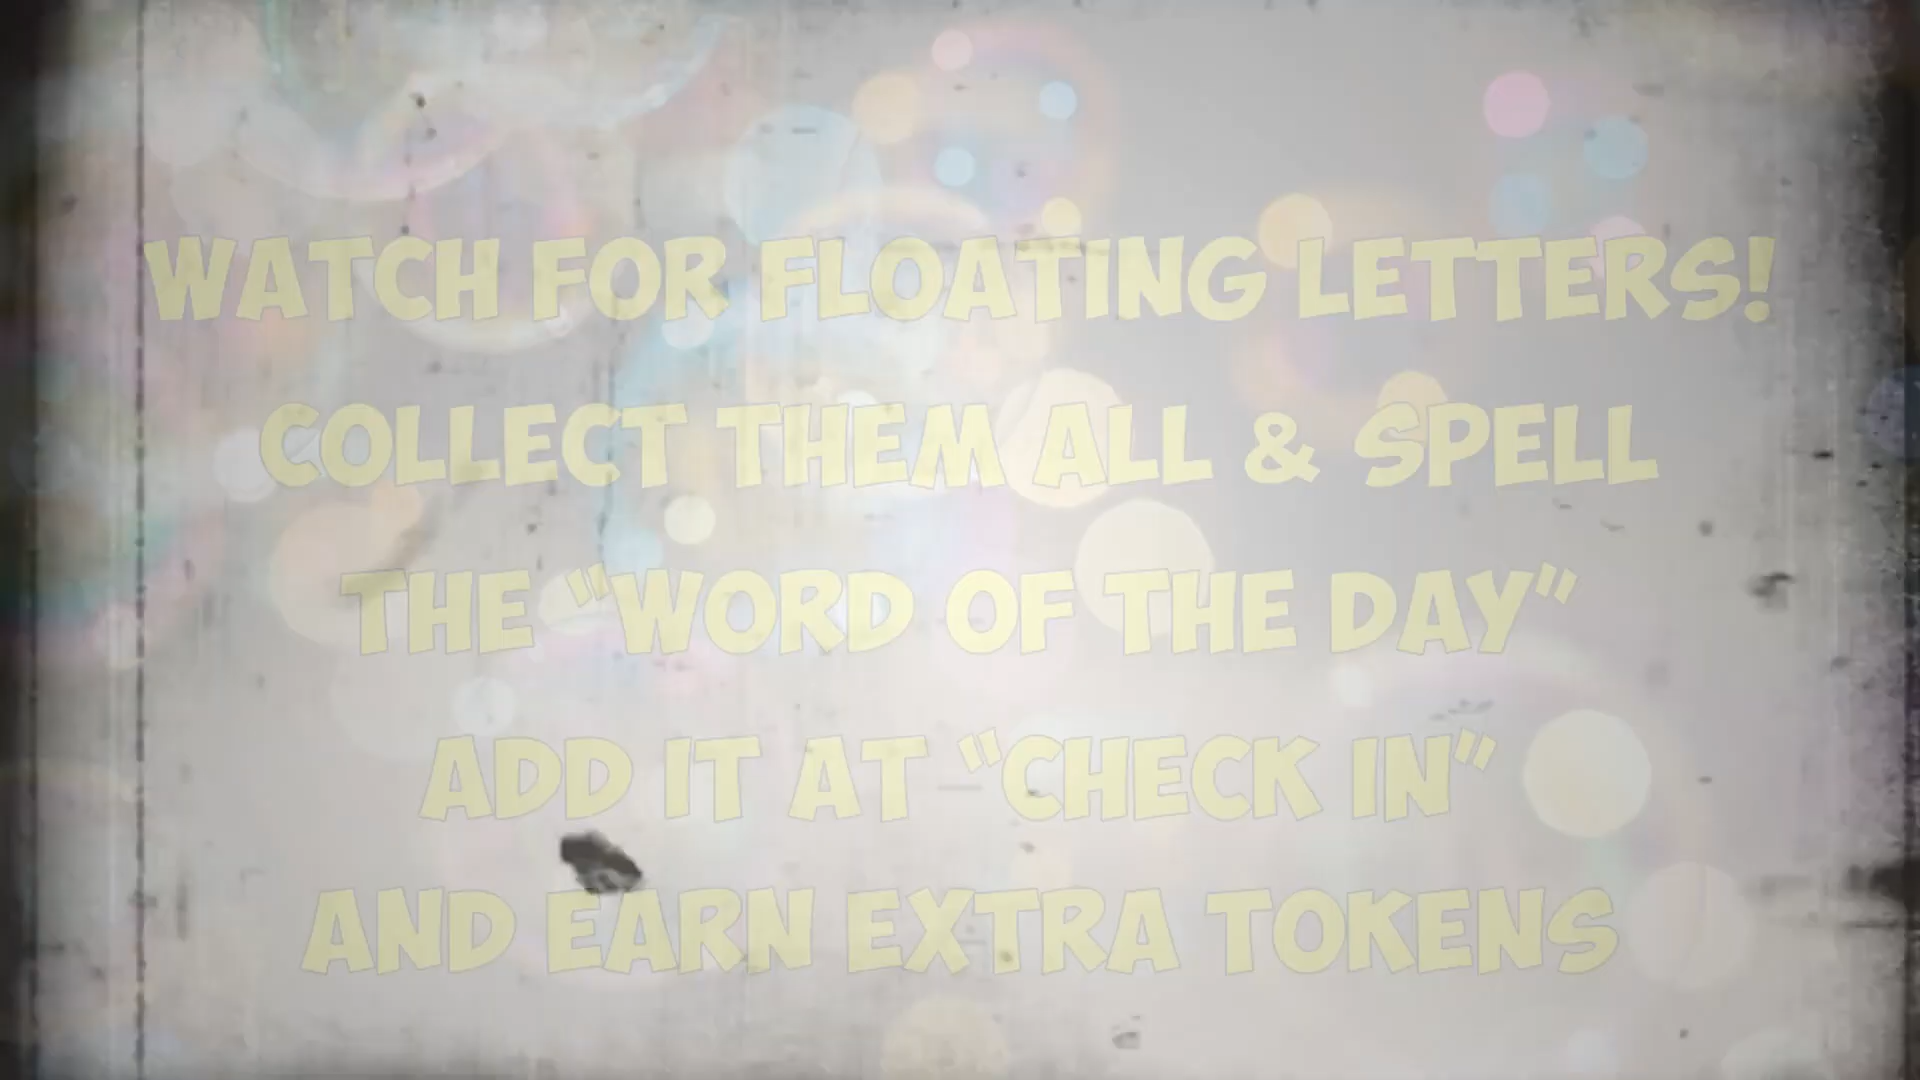 WATCH FOR FLOATING LETTERS!
COLLECT THEM ALL & SPELL
THE "WORD OF THE DAY"
ADD IT AT "CHECK IN"
AND EARN EXTRA TOKENS